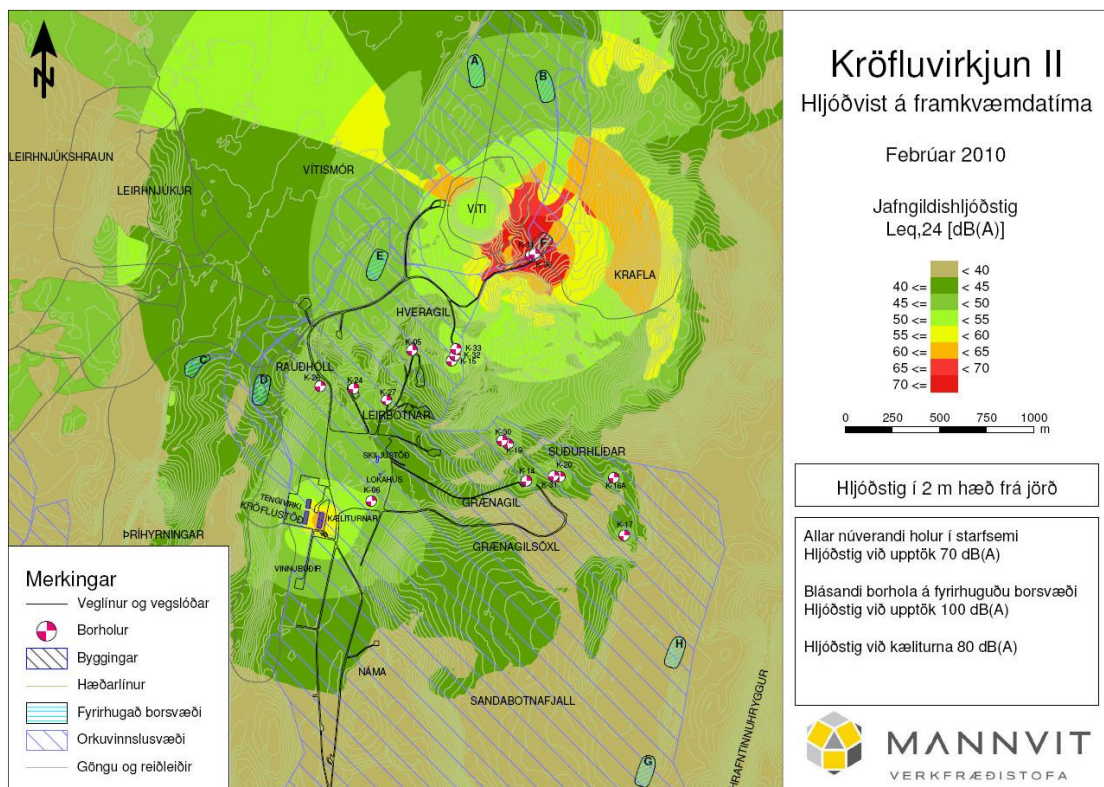 Kröfluvirkjun II
Hljóðvist á framkvæmdatíma
Febrúar 2010
Jafngildishljóðstig
Leq,24 [dB(A)]
< 40
40 <= < 45
45 <= < 50
50 <= < 55
55 <= < 60
60 <= < 65
65 <= < 70
70 <=
0 250 500 750 1000
m
Hljóðstig í 2 m hæð frá jörð
Allar núverandi holur í starfsemi
Hljóðstig við upptök 70 dB(A)
Blásandi borhola á fyrirhuguðu borsvæði
Hljóðstig við upptök 100 dB(A)
Hljóðstig við kæliturna 80 dB(A)
MANNVIT
VERKFRÆÐISTOFA
N
A
B
LEIRHNJÚKSHRAUN
VÍTISMÓR
LEIRHNJÚKUR
VÍTI
F
E
KRAFLA
HVERAGIL
K-05
K-33
K-32
K-15
C
RAUÐHÓLL
D
K-26
K-24
K-27
LEIRBOTNAR
K-30
K-19
SUÐURHLÍÐAR
SKILJUSTÖÐ
LOKAHÚS
K-14
K-20
K-31
K-18A
K-06
TENGIVIRKI
KRÖFLUSTÖÐ
KÆLITURNAR
GRÆNAGIL
K-17
ÞRÍHYRNINGAR
GRÆNAGILSÖXL
VINNUBÚÐIR
H
NÁMA
SANDABOTNAFJALL
HRAFNTINNUHRYGGUR
G
Merkingar
Veglínur og vegslóðar
Borholur
Byggingar
Hæðarlínur
Fyrirhugað borsvæði
Orkuvinnslusvæði
Göngu og reiðleiðir